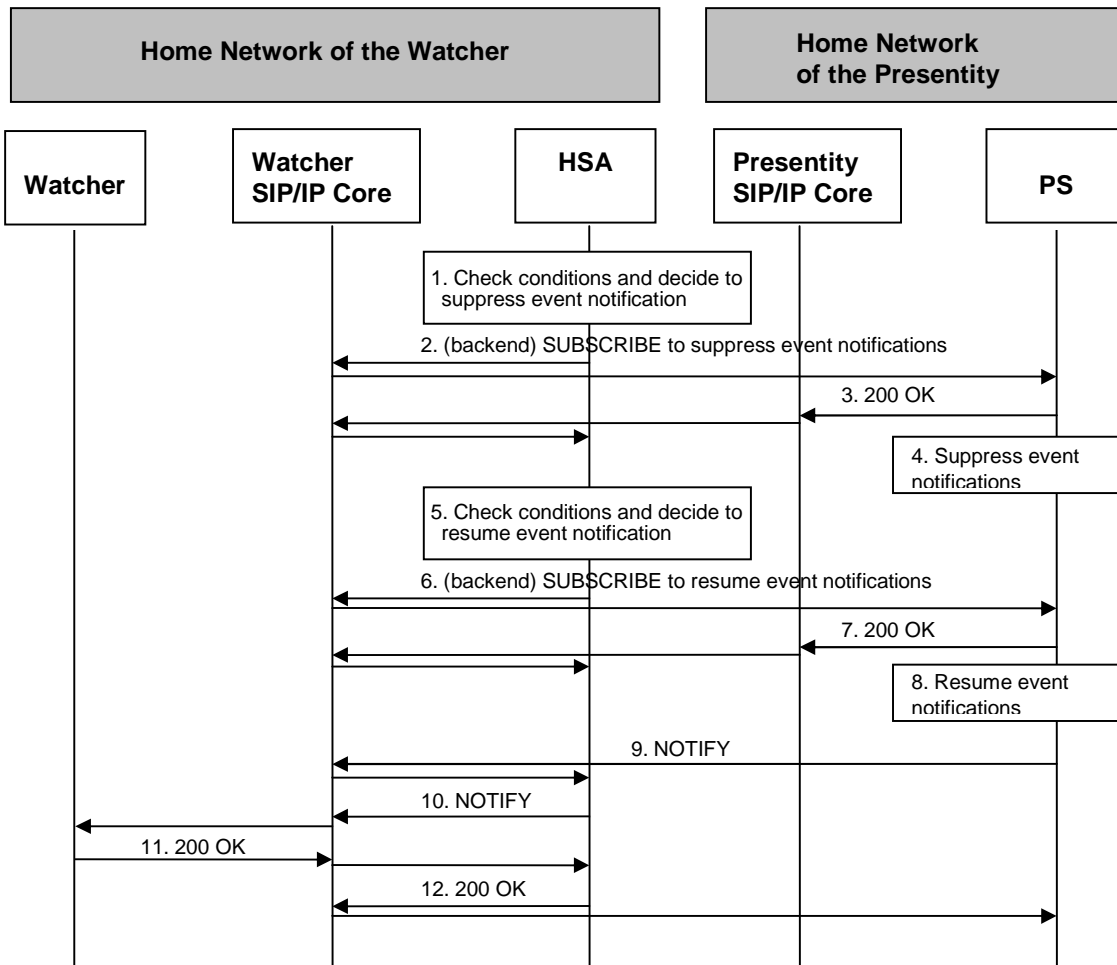 Home Network of the Watcher
Home Network
of the Presentity
Watcher
Watcher
SIP/IP Core
HSA
Presentity
SIP/IP Core
PS
1. Check conditions and decide to
suppress event notification
2. (backend) SUBSCRIBE to suppress event notifications
3. 200 OK
4. Suppress event
notifications
5. Check conditions and decide to
resume event notification
6. (backend) SUBSCRIBE to resume event notifications
7. 200 OK
8. Resume event
notifications
9. NOTIFY
10. NOTIFY
11. 200 OK
12. 200 OK